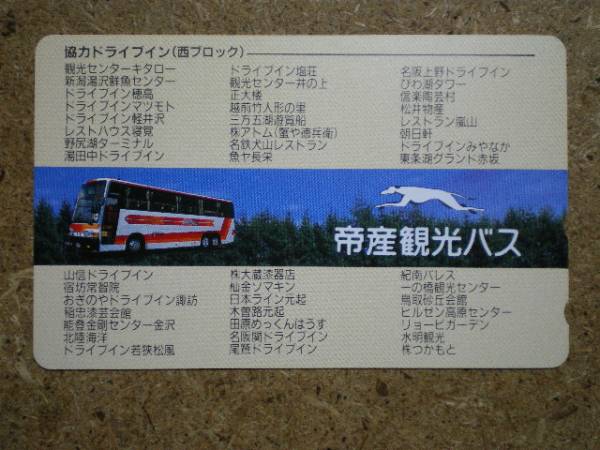 協力ドライブイン(西ブロック)
観光センターキタロー
新潟湯沢鮮魚センター
ドライブイン穂高
ドライブインマツモト
ドライブイン軽井沢
レストハウス寝覚
野尻湖ターミナル
湯田中ドライブイン
ドライブイン塩荘
観光センター井の上
正大楼
越前竹人形の里
三方五湖遊覧船
㈱アトム(蟹や徳兵衛)
名鉄犬山レストラン
魚ヤ長栄
名阪上野ドライブイン
びわ湖タワー
信楽陶芸村
松井物産
レストラン嵐山
朝日軒
ドライブインみやなか
東条湖グランド赤坂
帝産観光バス
山信ドライブイン
宿坊常智院
おぎのやドライブイン諏訪
稲忠漆芸会館
能登金剛センター金沢
北陸海洋
ドライブイン若狭松風
㈱大蔵漆器店
仙金ソマキン
日本ライン元起
木曽路元起
田原めっくんはうす
名阪関ドライブイン
尾鷲ドライブイン
紀南パレス
一の橋観光センター
鳥取砂丘会館
ヒルゼン高原センター
リョービガーデン
水明観光
㈱つかもと